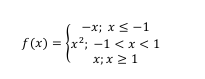 −x; x ≤ −1
f(x) = { x²; −1 < x < 1
x; x ≥ 1